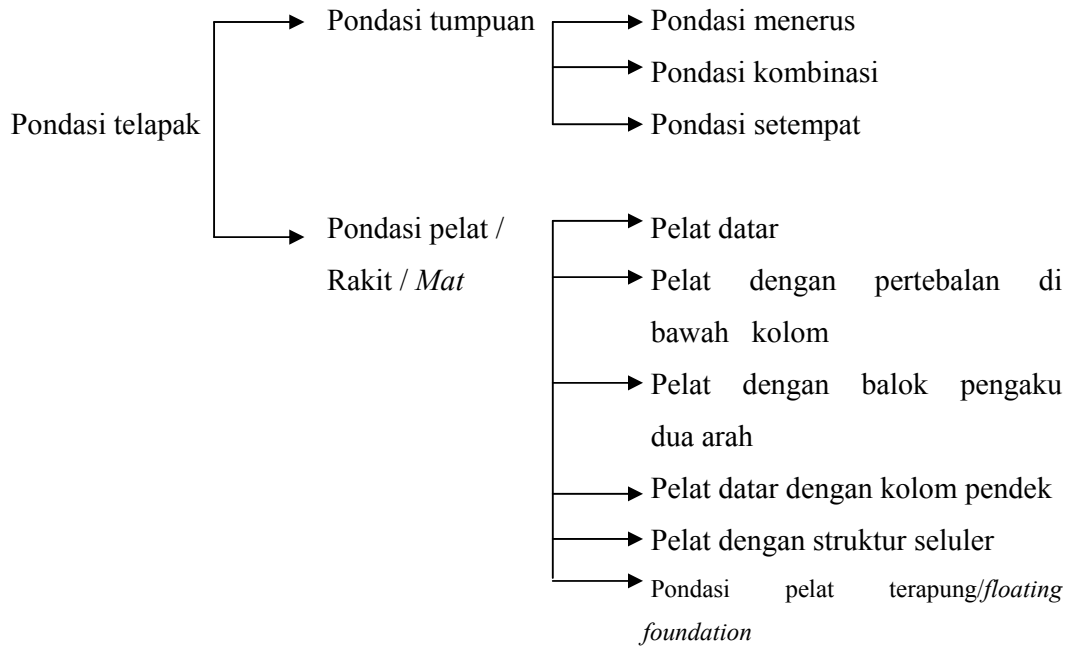 Pondasi tumpuan
Pondasi menerus
Pondasi kombinasi
Pondasi telapak
Pondasi setempat
Pondasi pelat /
Rakit / Mat
Pelat datar
Pelat dengan pertebalan di
bawah kolom
Pelat dengan balok pengaku
dua arah
Pelat datar dengan kolom pendek
Pelat dengan struktur seluler
Pondasi pelat terapung/floating
foundation